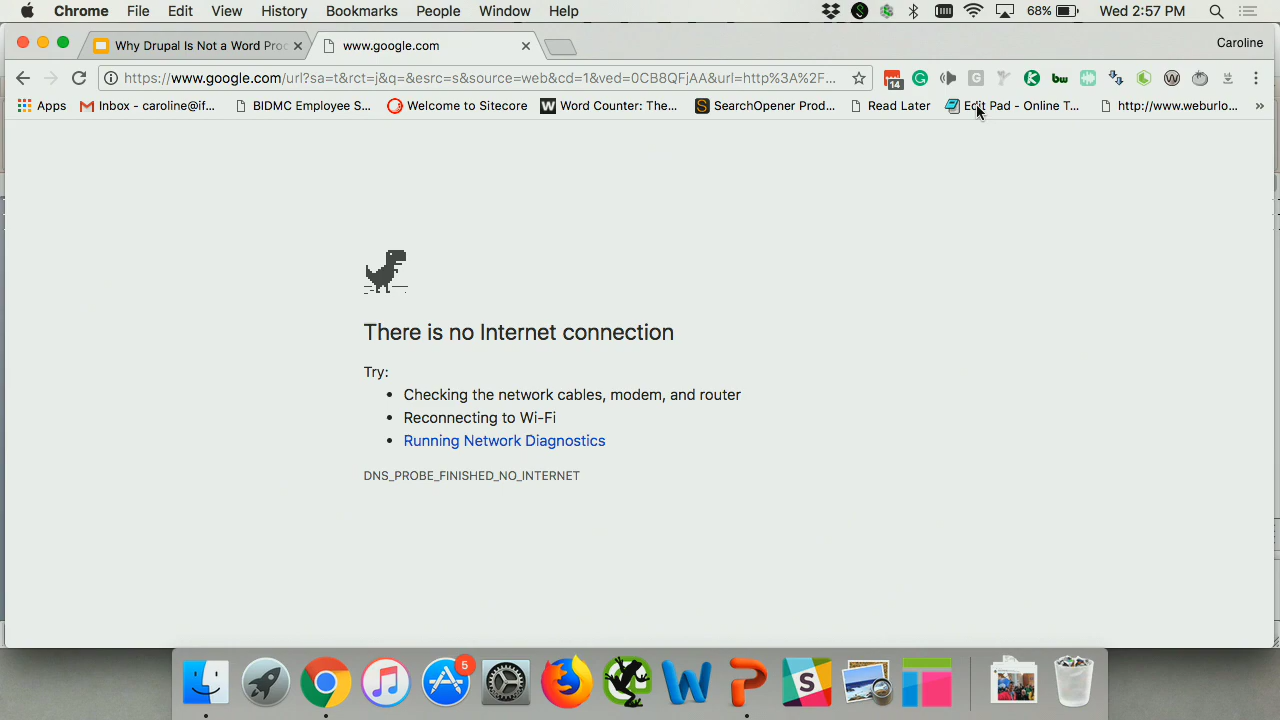 Chrome File Edit View History Bookmarks People Window Help 68% Wed 2:57 PM
Why Drupal Is Not a Word Proc www.google.com Caroline
https://www.google.com/url?sa=t&rct=j&q=&esrc=s&source=web&cd=1&ved=0CB8QFjAA&url=http%3A%2F... 14 G K bw W
Apps Inbox - caroline@if... BIDMC Employee S... Welcome to Sitecore W Word Counter: The... S SearchOpener Prod... Read Later Edit Pad - Online T... http://www.weburlo... »
There is no Internet connection
Try:
• Checking the network cables, modem, and router
• Reconnecting to Wi-Fi
• Running Network Diagnostics
DNS_PROBE_FINISHED_NO_INTERNET
5
W P S